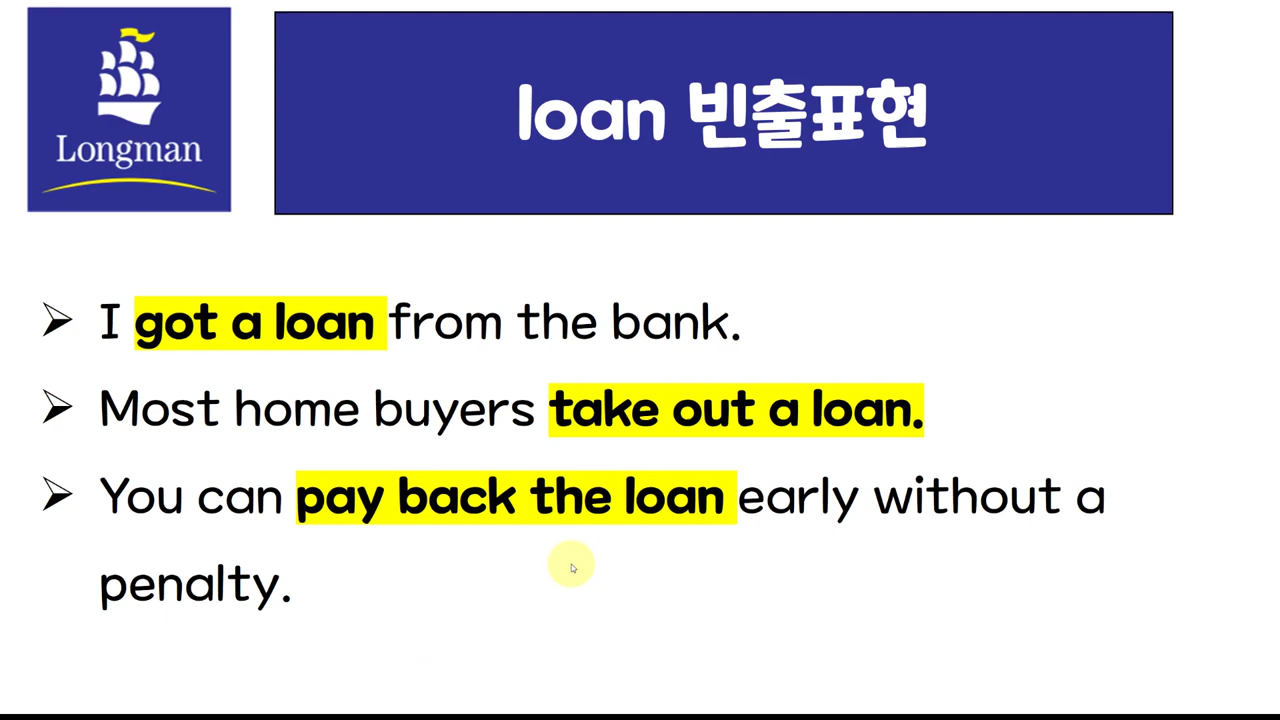 Longman
loan 빈출표현
I got a loan from the bank.
Most home buyers take out a loan.
You can pay back the loan early without a
penalty.